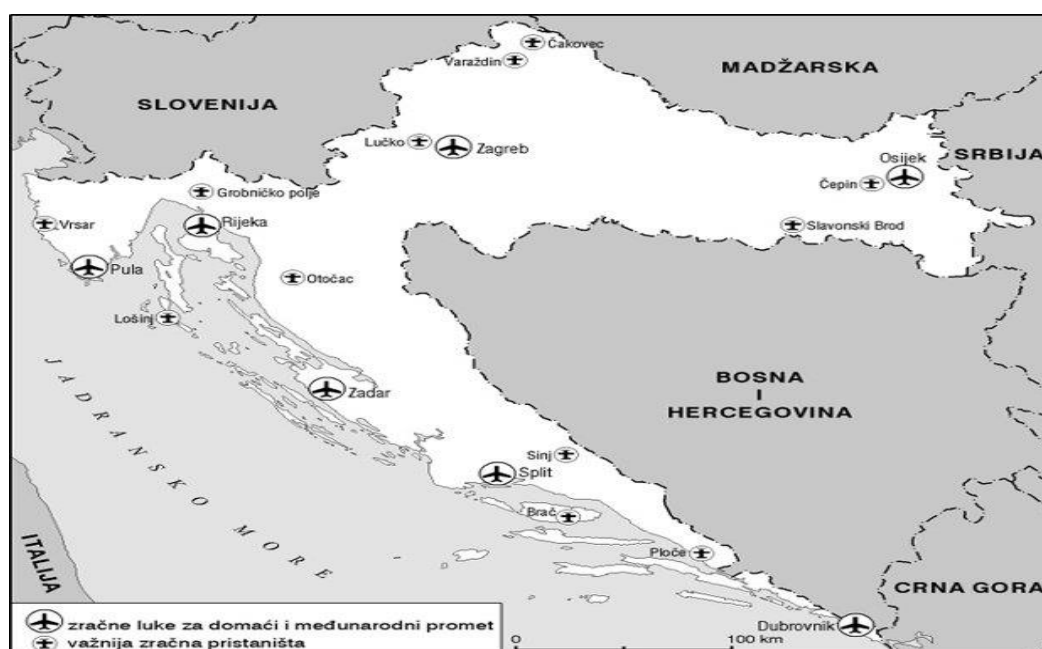 Čakovec
Varaždin
MADŽARSKA
SLOVENIJA
Lučko
Zagreb
Osijek
SRBIJA
Čepin
Grobničko polje
Vrsar
Rijeka
Slavonski Brod
Pula
Otočac
Lošinj
BOSNA
I
HERCEGOVINA
Zadar
JADRANSKO MORE
Sinj
Split
Brač
Ploče
ITALIJA
CRNA GORA
Dubrovnik
zračne luke za domaći i međunarodni promet
važnija zračna pristaništa
0 100 km